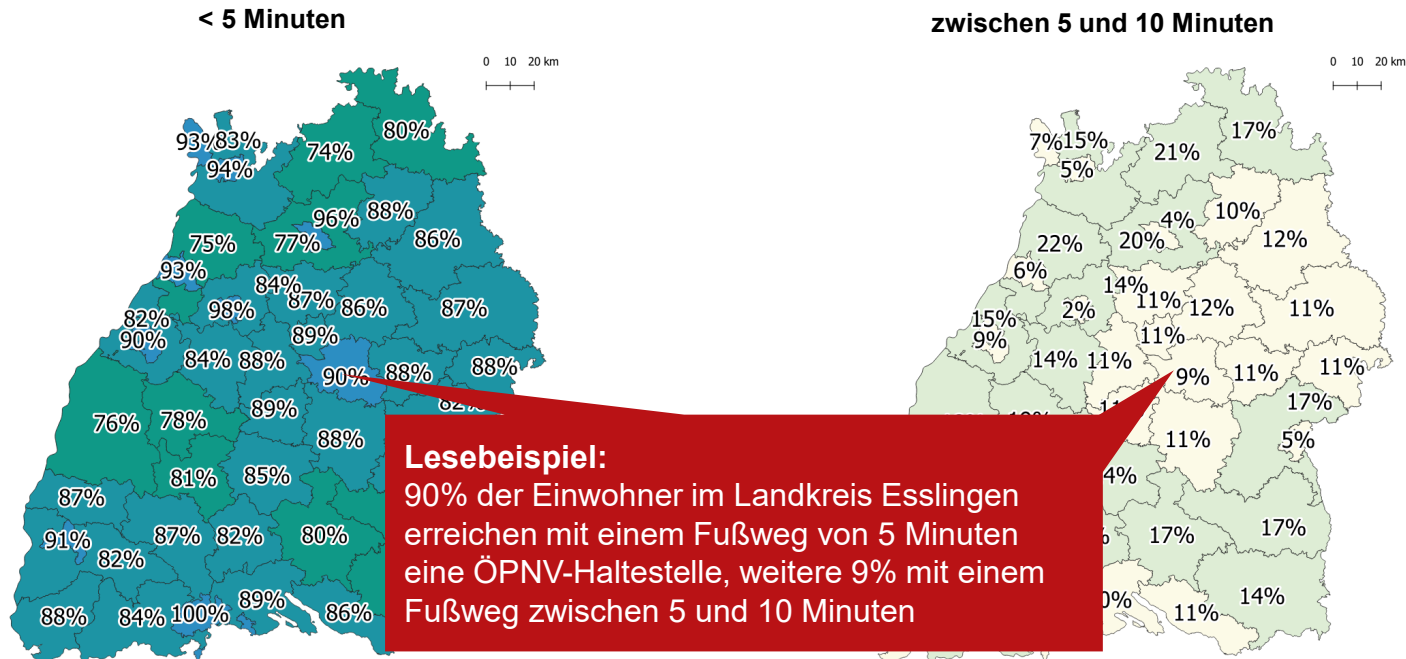 < 5 Minuten
zwischen 5 und 10 Minuten
0 10 20 km
0 10 20 km
80%
93% 83%
74%
94%
96% 88%
75% 77% 86%
93%
84%
87% 86% 87%
98%
82%
89%
90%
84% 88% 88% 88%
90%
82%
89%
76% 78%
88%
81% 85%
87%
91% 87% 82% 80%
82%
89%
88% 84% 100% 86%
17%
7% 15%
21%
5%
10%
4%
22% 20% 12%
6%
14%
11% 12% 11%
15% 2%
9% 11%
14% 11% 11% 11%
9%
17%
11% 5%
17% 17%
14%
11%
Lesebeispiel:
90% der Einwohner im Landkreis Esslingen
erreichen mit einem Fußweg von 5 Minuten
eine ÖPNV-Haltestelle, weitere 9% mit einem
Fußweg zwischen 5 und 10 Minuten